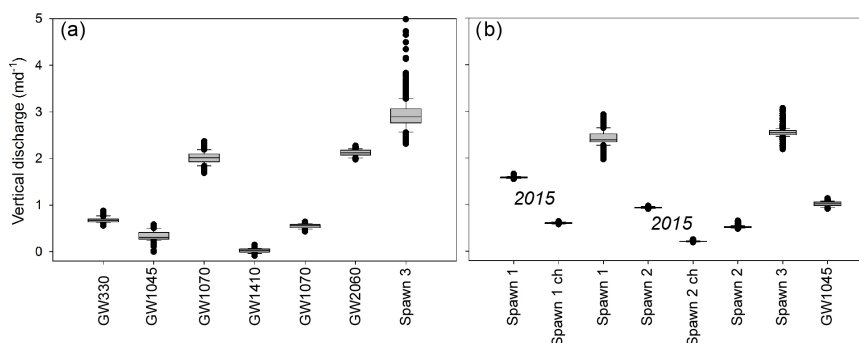 (a)
(b)
Vertical discharge (md-1)
5
4
3
2
1
0
2015
2015
GW330
GW1045
GW1070
GW1410
GW1070
GW2060
Spawn 3
Spawn 1
Spawn 1 ch
Spawn 1
Spawn 2
Spawn 2 ch
Spawn 2
Spawn 3
GW1045